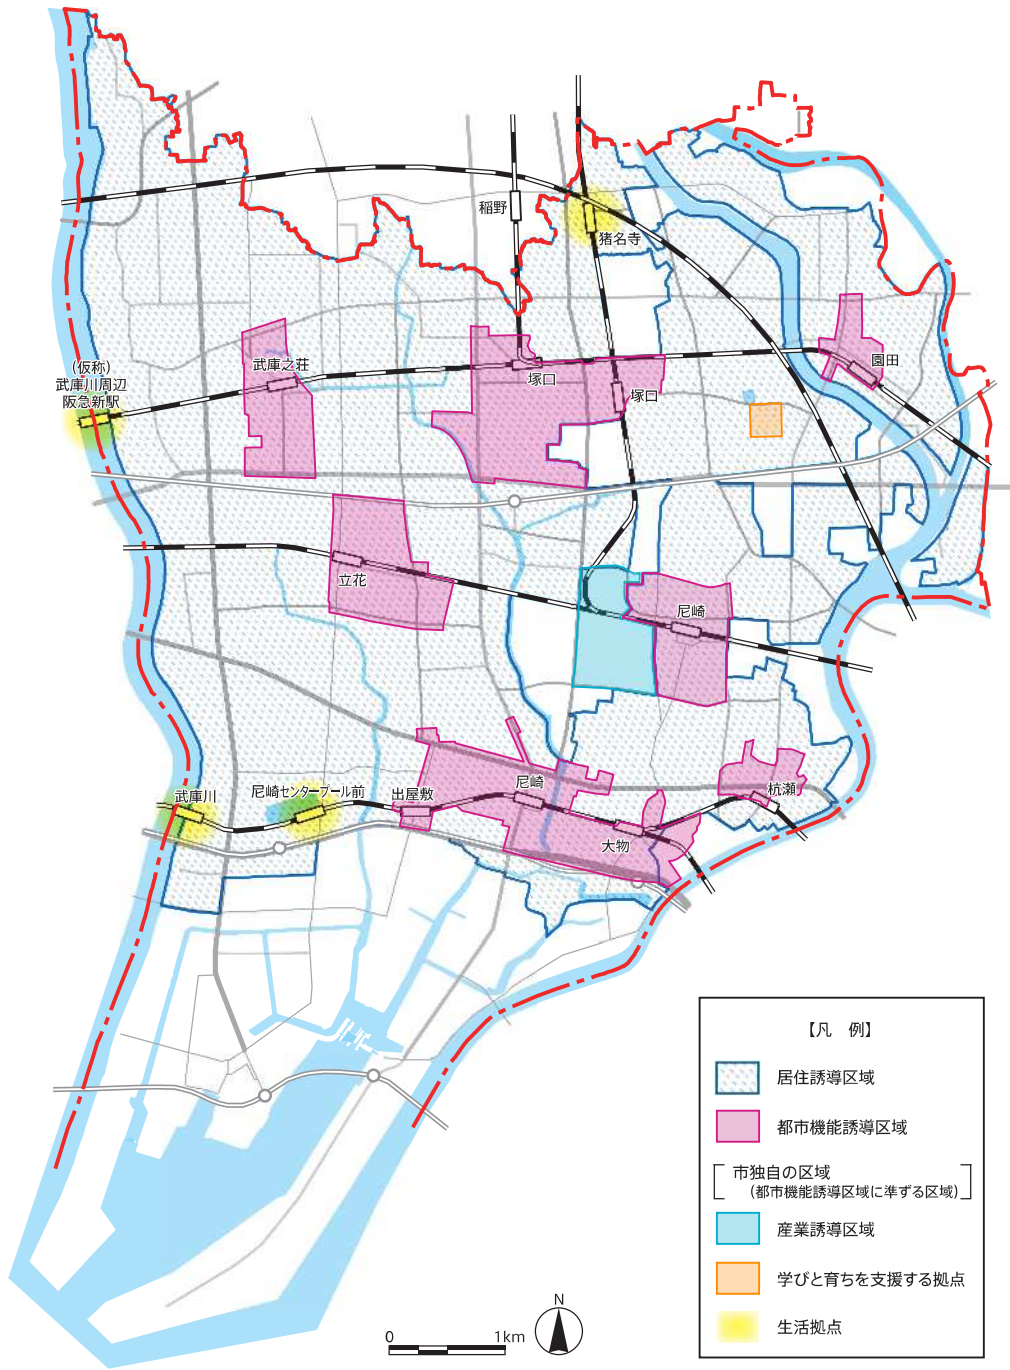 稲野
猪名寺
(仮称)
武庫川周辺
阪急新駅
武庫之荘
塚口
塚口
園田
立花
尼崎
武庫川
尼崎センタープール前
出屋敷
尼崎
大物
杭瀬
【凡 例】
居住誘導区域
都市機能誘導区域
市独自の区域
(都市機能誘導区域に準ずる区域)
産業誘導区域
学びと育ちを支援する拠点
生活拠点
0 1km
N